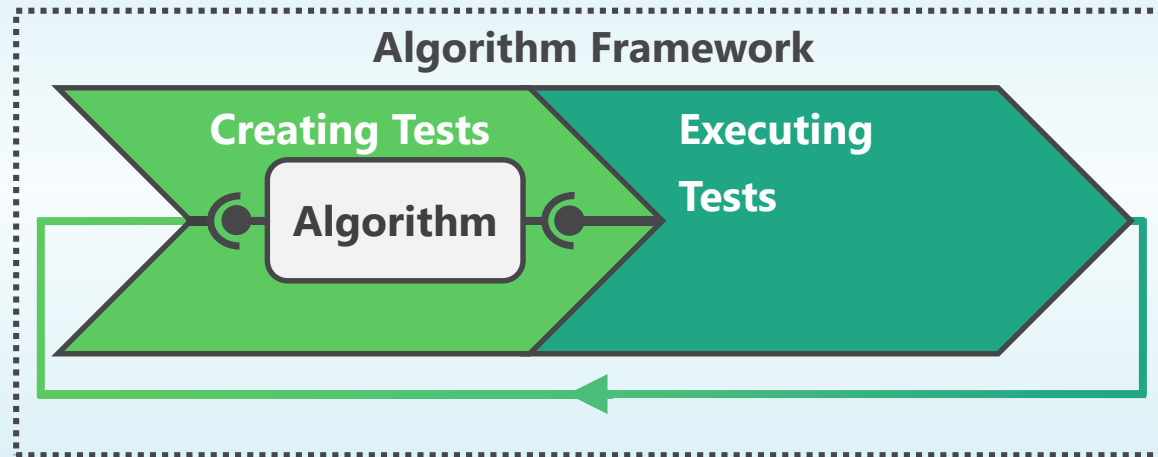 Algorithm Framework
Creating Tests
Algorithm
Executing
Tests